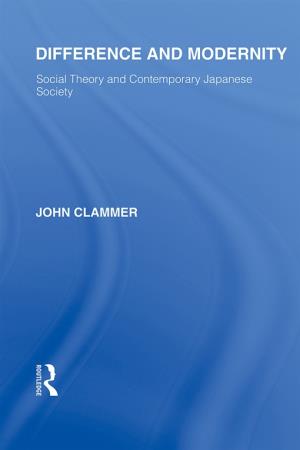 DIFFERENCE AND MODERNITY
Social Theory and Contemporary Japanese
Society
JOHN CLAMMER
ROUTLEDGE